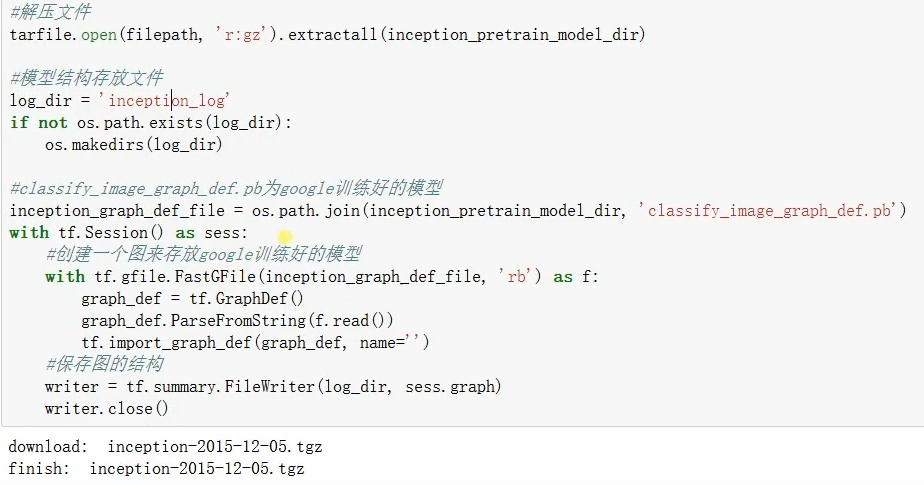 #解压文件
tarfile.open(filepath, 'r:gz').extractall(inception_pretrain_model_dir)
#模型结构存放文件
log_dir = 'inception_log'
if not os.path.exists(log_dir):
    os.makedirs(log_dir)
#classify_image_graph_def.pb为google训练好的模型
inception_graph_def_file = os.path.join(inception_pretrain_model_dir, 'classify_image_graph_def.pb')
with tf.Session() as sess:
    #创建一个图来存放google训练好的模型
    with tf.gfile.FastGFile(inception_graph_def_file, 'rb') as f:
        graph_def = tf.GraphDef()
        graph_def.ParseFromString(f.read())
        tf.import_graph_def(graph_def, name='')
    #保存图的结构
    writer = tf.summary.FileWriter(log_dir, sess.graph)
    writer.close()
download:  inception-2015-12-05.tgz
finish:  inception-2015-12-05.tgz